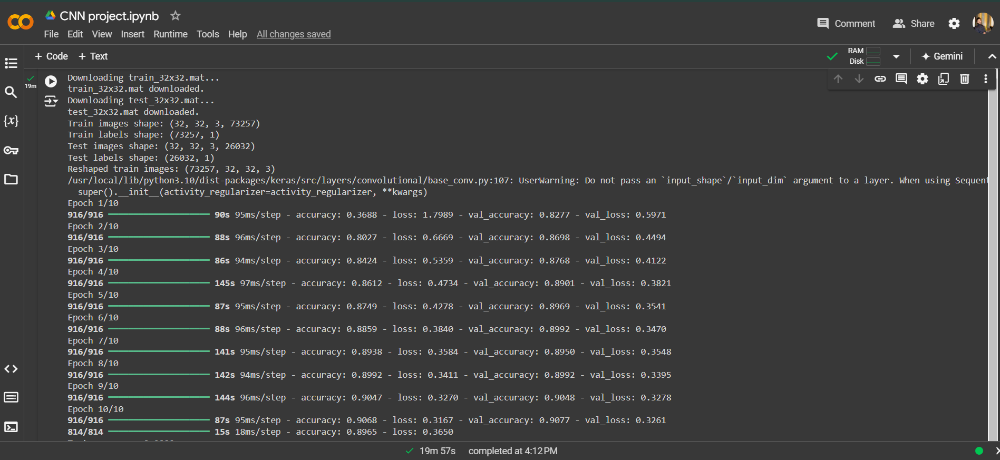 CNN project.ipynb
Comment Share
File Edit View Insert Runtime Tools Help All changes saved
+ Code + Text
RAM
Disk
Gemini
19m
{x}
Downloading train_32x32.mat...
train_32x32.mat downloaded.
Downloading test_32x32.mat...
test_32x32.mat downloaded.
Train images shape: (32, 32, 3, 73257)
Train labels shape: (73257, 1)
Test images shape: (32, 32, 3, 26032)
Test labels shape: (26032, 1)
Reshaped train images: (73257, 32, 32, 3)
/usr/local/lib/python3.10/dist-packages/keras/src/layers/convolutional/base_conv.py:107: UserWarning: Do not pass an `input_shape`/`input_dim` argument to a layer. When using Sequent
super().__init__(activity_regularizer=activity_regularizer, **kwargs)
Epoch 1/10
916/916 90s 95ms/step - accuracy: 0.3688 - loss: 1.7989 - val_accuracy: 0.8277 - val_loss: 0.5971
Epoch 2/10
916/916 88s 96ms/step - accuracy: 0.8027 - loss: 0.6669 - val_accuracy: 0.8698 - val_loss: 0.4494
Epoch 3/10
916/916 86s 94ms/step - accuracy: 0.8424 - loss: 0.5359 - val_accuracy: 0.8768 - val_loss: 0.4122
Epoch 4/10
916/916 145s 97ms/step - accuracy: 0.8612 - loss: 0.4734 - val_accuracy: 0.8901 - val_loss: 0.3821
Epoch 5/10
916/916 87s 95ms/step - accuracy: 0.8749 - loss: 0.4278 - val_accuracy: 0.8969 - val_loss: 0.3541
Epoch 6/10
916/916 88s 96ms/step - accuracy: 0.8859 - loss: 0.3840 - val_accuracy: 0.8992 - val_loss: 0.3470
Epoch 7/10
916/916 141s 95ms/step - accuracy: 0.8938 - loss: 0.3584 - val_accuracy: 0.8950 - val_loss: 0.3548
Epoch 8/10
916/916 142s 94ms/step - accuracy: 0.8992 - loss: 0.3411 - val_accuracy: 0.8992 - val_loss: 0.3395
Epoch 9/10
916/916 144s 96ms/step - accuracy: 0.9047 - loss: 0.3270 - val_accuracy: 0.9048 - val_loss: 0.3278
Epoch 10/10
916/916 87s 95ms/step - accuracy: 0.9068 - loss: 0.3167 - val_accuracy: 0.9077 - val_loss: 0.3261
814/814 15s 18ms/step - accuracy: 0.8965 - loss: 0.3650
19m 57s completed at 4:12 PM